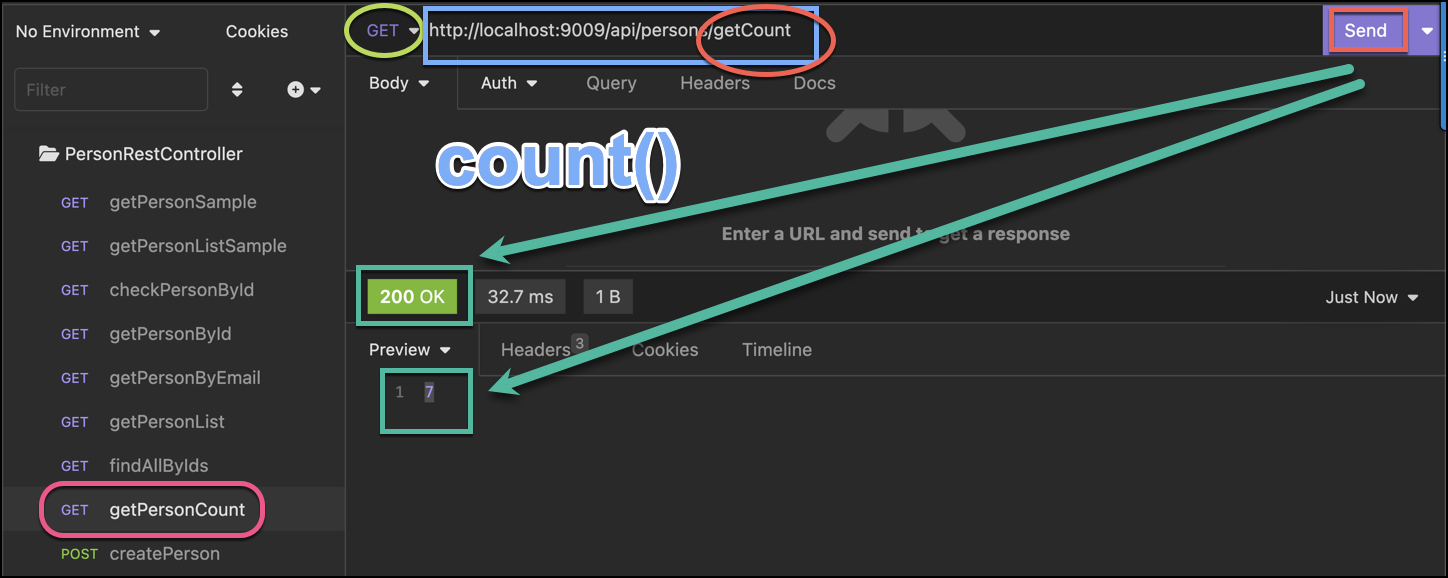 No Environment
Cookies
GET
http://localhost:9009/api/persons/getCount
Send
Filter
Body
Auth
Query
Headers
Docs
PersonRestController
count()
GET getPersonSample
GET getPersonListSample
GET checkPersonById
GET getPersonById
GET getPersonByEmail
GET getPersonList
GET findAllByIds
GET getPersonCount
POST createPerson
Enter a URL and send to get a response
200 OK
32.7 ms
1 B
Just Now
Preview
Headers 3
Cookies
Timeline
1 7